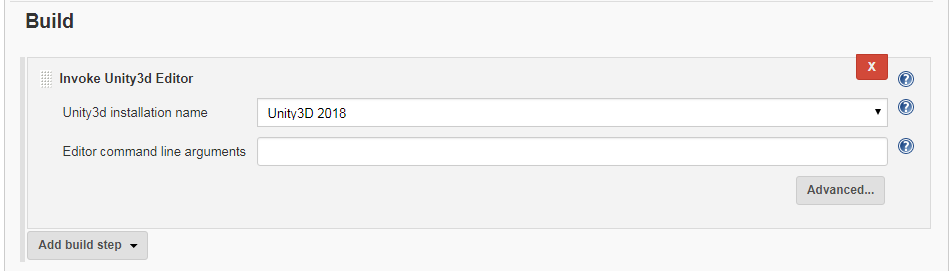 Build
X
Invoke Unity3d Editor
?
Unity3d installation name
Unity3D 2018
?
Editor command line arguments
?
Advanced...
Add build step